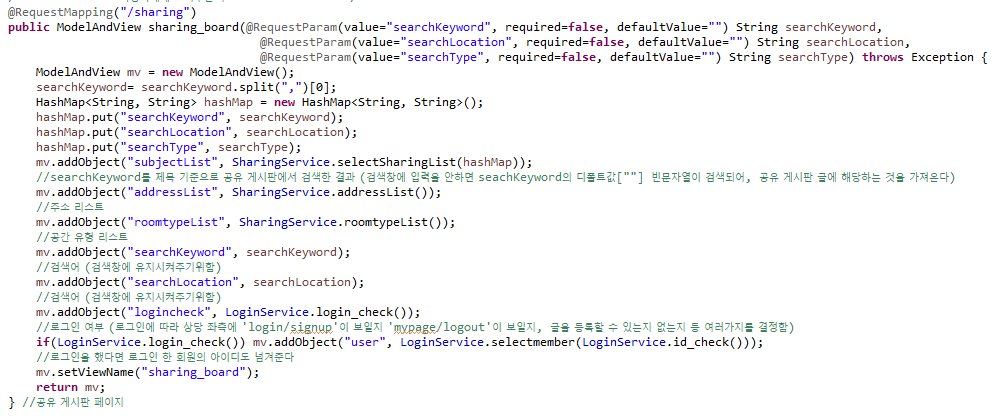 @RequestMapping("/sharing")
public ModelAndView sharing_board(@RequestParam(value="searchKeyword", required=false, defaultValue="") String searchKeyword,
@RequestParam(value="searchLocation", required=false, defaultValue="") String searchLocation,
@RequestParam(value="searchType", required=false, defaultValue="") String searchType) throws Exception {
ModelAndView mv = new ModelAndView();
searchKeyword= searchKeyword.split(",")[0];
HashMap<String, String> hashMap = new HashMap<String, String>();
hashMap.put("searchKeyword", searchKeyword);
hashMap.put("searchLocation", searchLocation);
hashMap.put("searchType", searchType);
mv.addObject("subjectList", SharingService.selectSharingList(hashMap));
//searchKeyword를 제목 기준으로 공유 게시판에서 검색한 결과 (검색창에 입력을 안하면 seachKeyword의 디폴트값[""] 빈문자열이 검색되어, 공유 게시판 글에 해당하는 것을 가져온다)
mv.addObject("addressList", SharingService.addressList());
//주소 리스트
mv.addObject("roomtypeList", SharingService.roomtypeList());
//공간 유형 리스트
mv.addObject("searchKeyword", searchKeyword);
//검색어 (검색창에 유지시켜주기위함)
mv.addObject("searchLocation", searchLocation);
//검색어 (검색창에 유지시켜주기위함)
mv.addObject("logincheck", LoginService.login_check());
//로그인 여부 (로그인에 따라 상당 좌측에 'login/signup'이 보일지 'mypage/logout'이 보일지, 글을 등록할 수 있는지 없는지 등 여러가지를 결정함)
if(LoginService.login_check()) mv.addObject("user", LoginService.selectmember(LoginService.id_check()));
//로그인을 했다면 로그인 한 회원의 아이디도 넘겨준다
mv.setViewName("sharing_board");
return mv;
} //공유 게시판 페이지